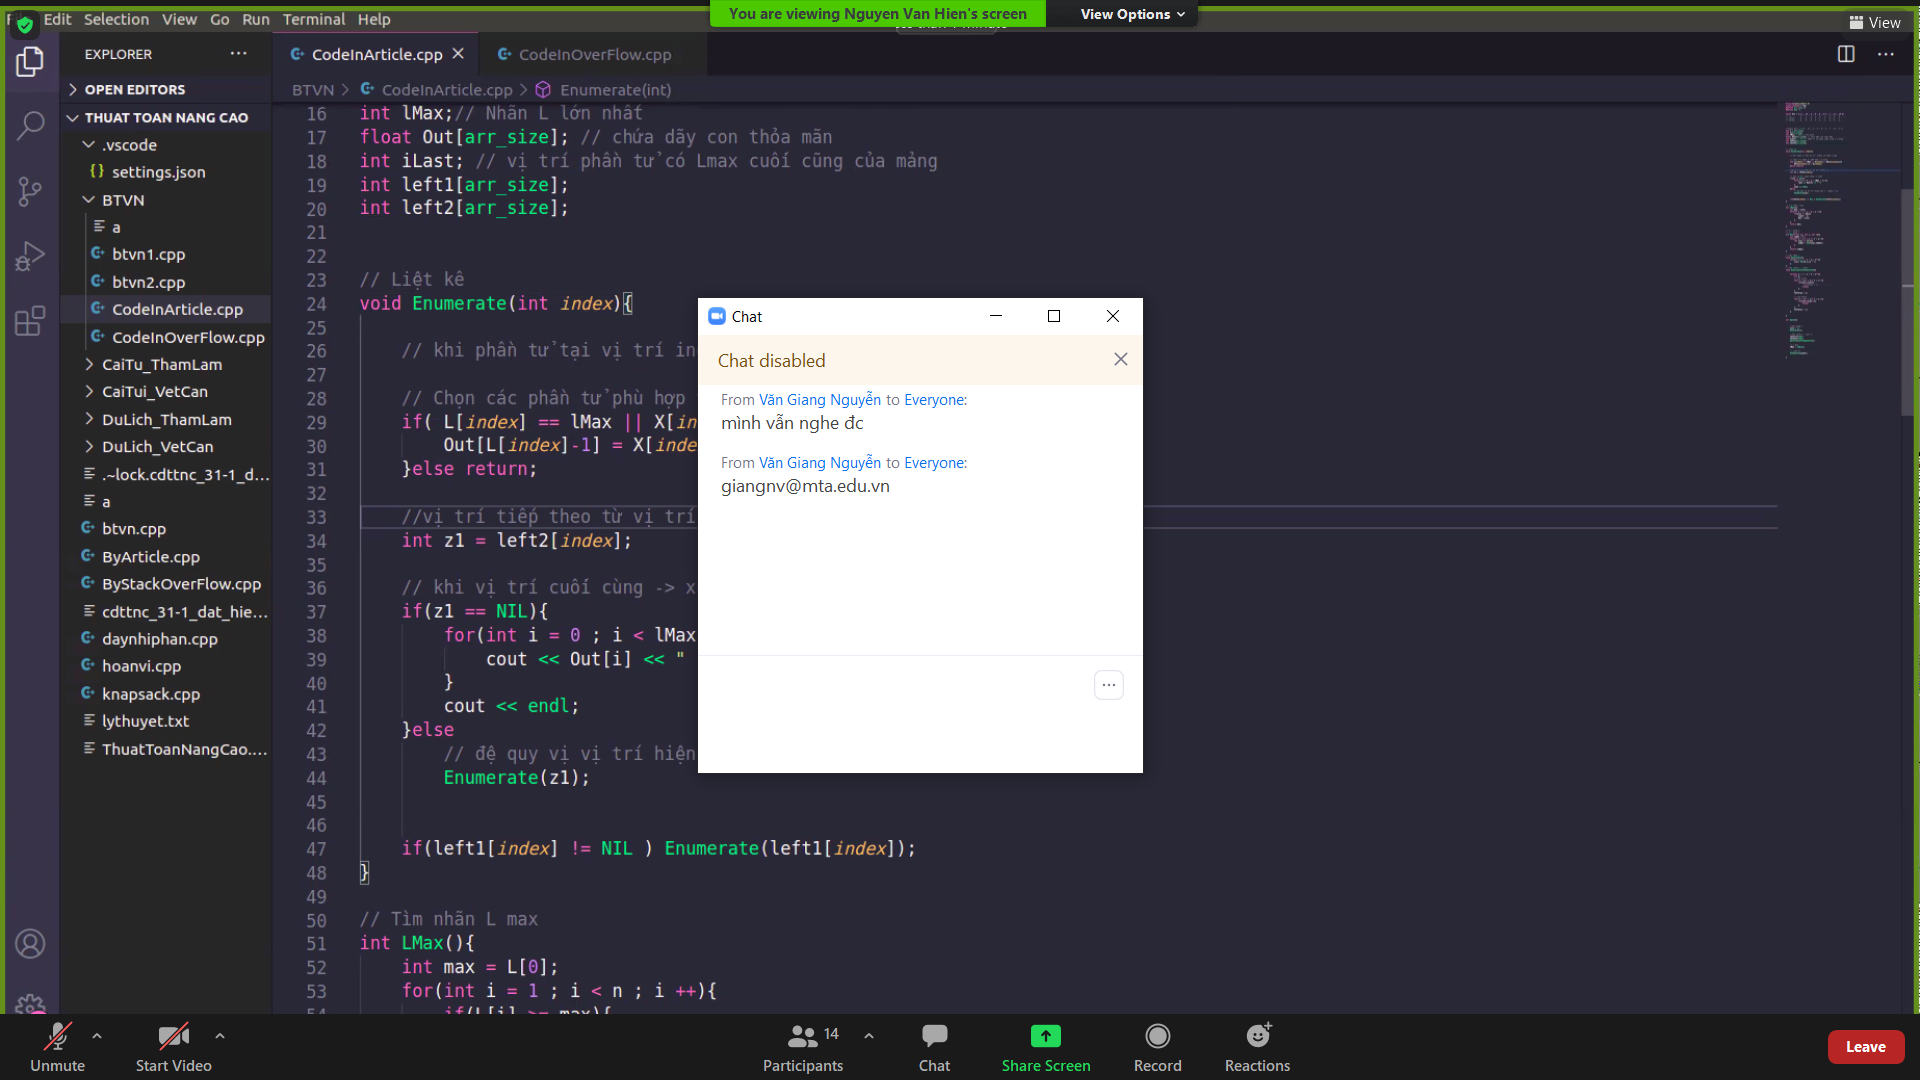 Edit Selection View Go Run Terminal Help
You are viewing Nguyen Van Hien's screen
View Options
View
EXPLORER
CodeInArticle.cpp
CodeInOverFlow.cpp
OPEN EDITORS
BTVN > CodeInArticle.cpp > Enumerate(int)
THUAT TOAN NANG CAO
.vscode
settings.json
BTVN
a
btvn1.cpp
btvn2.cpp
CodeInArticle.cpp
CodeInOverFlow.cpp
CaiTu_ThamLam
CaiTui_VetCan
DuLich_ThamLam
DuLich_VetCan
.~lock.cdttnc_31-1_d...
a
btvn.cpp
ByArticle.cpp
ByStackOverFlow.cpp
cdttnc_31-1_dat_hie...
daynhiphan.cpp
hoanvi.cpp
knapsack.cpp
lythuyet.txt
ThuatToanNangCao....
16 int lMax;// Nhãn L lớn nhất
17 float Out[arr_size]; // chứa dãy con thỏa mãn
18 int iLast; // vị trí phần tử có Lmax cuối cũng của mảng
19 int left1[arr_size];
20 int left2[arr_size];
21
22
23 // Liệt kê
24 void Enumerate(int index){
25
26 // khi phần tử tại vị trí in
27
28 // Chọn các phần tử phù hợp
29 if( L[index] == lMax || X[in
30 Out[L[index]-1] = X[inde
31 }else return;
32
33 //vị trí tiếp theo từ vị trí
34 int z1 = left2[index];
35
36 // khi vị trí cuối cùng -> x
37 if(z1 == NIL){
38 for(int i = 0 ; i < lMax
39 cout << Out[i] << "
40 }
41 cout << endl;
42 }else
43 // đệ quy vị vị trí hiện
44 Enumerate(z1);
45
46
47 if(left1[index] != NIL ) Enumerate(left1[index]);
48 }
49
50 // Tìm nhãn L max
51 int LMax(){
52 int max = L[0];
53 for(int i = 1 ; i < n ; i ++){
Chat
Chat disabled
From Văn Giang Nguyễn to Everyone:
mình vẫn nghe đc
From Văn Giang Nguyễn to Everyone:
giangnv@mta.edu.vn
...
Unmute
Start Video
14
Participants
Chat
Share Screen
Record
Reactions
Leave